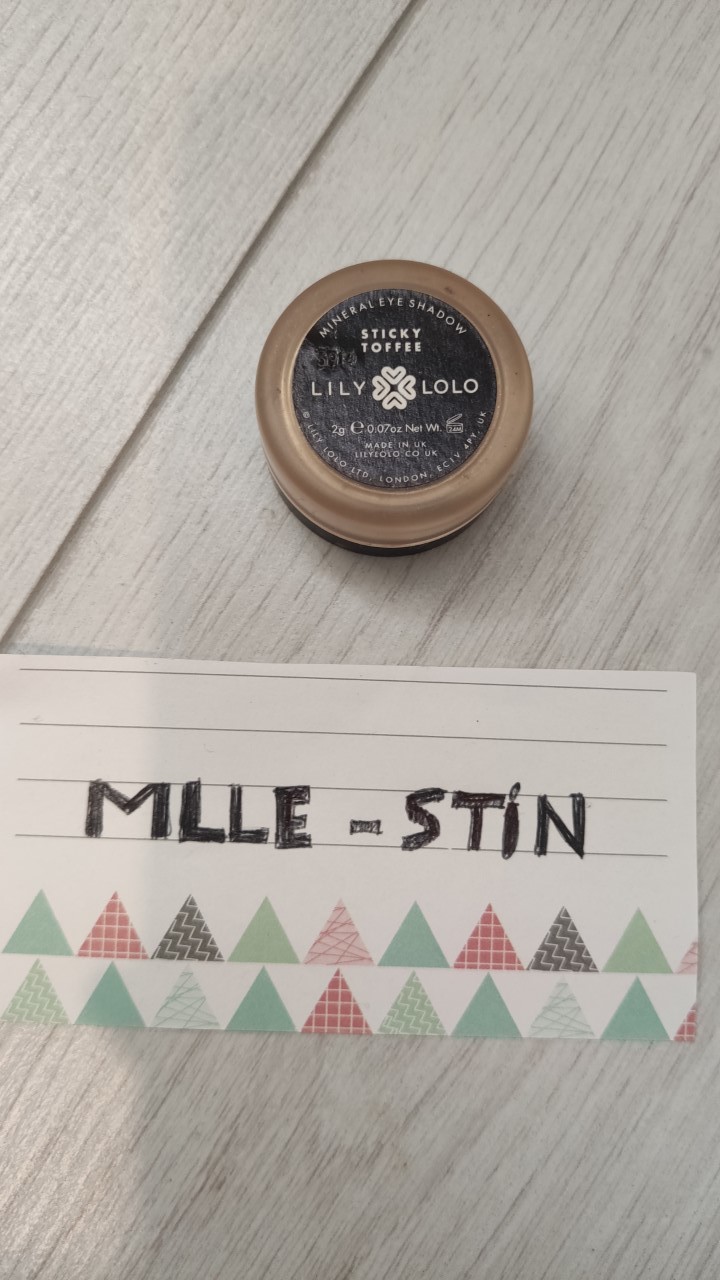 MINERAL EYE SHADOW
STICKY
TOFFEE
LILY LOLO
2g ℮ 0.07oz Net Wt. 24M
MADE IN UK
LILYLOLO.CO.UK
© LILY LOLO LTD, LONDON, EC1V 4PY, UK
MLLE - STiN